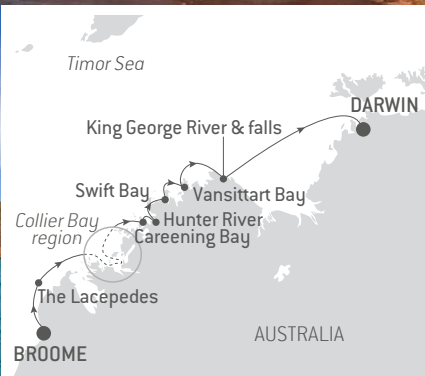 Timor Sea
DARWIN
King George River & falls
Swift Bay
Vansittart Bay
Collier Bay
region
Hunter River
Careening Bay
The Lacepedes
AUSTRALIA
BROOME